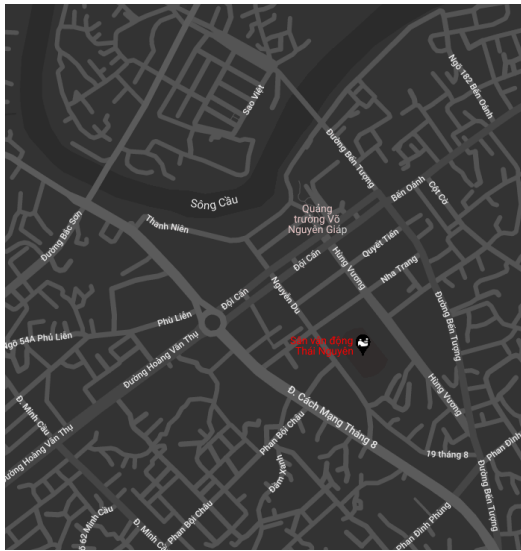 Ngõ 182 Bến Oánh
Sao Việt
Đường Bến Tượng
Sông Cầu
Bến Oánh
Cột Cờ
Đường Bắc Sơn
Thanh Niên
Quảng
trường Võ
Nguyên Giáp
Quyết Tiến
Hùng Vương
Đội Cấn
Nha Trang
Nguyễn Du
Đội Cấn
Phủ Liễn
Ngõ 54A Phủ Liễn
Đường Hoàng Văn Thụ
Đường Bến Tượng
Sân vận động
Thái Nguyên
Hùng Vương
Đ. Cách Mạng Tháng 8
Đ. Minh Cầu
Phan Bội Châu
19 tháng 8
Phan Đình
Đường Hoàng Văn Thụ
Đầm Xanh
Đường Bến Tượng
Phan Đình Phùng
62 Minh Cầu
Đ. Minh C
Phan Bội Châu